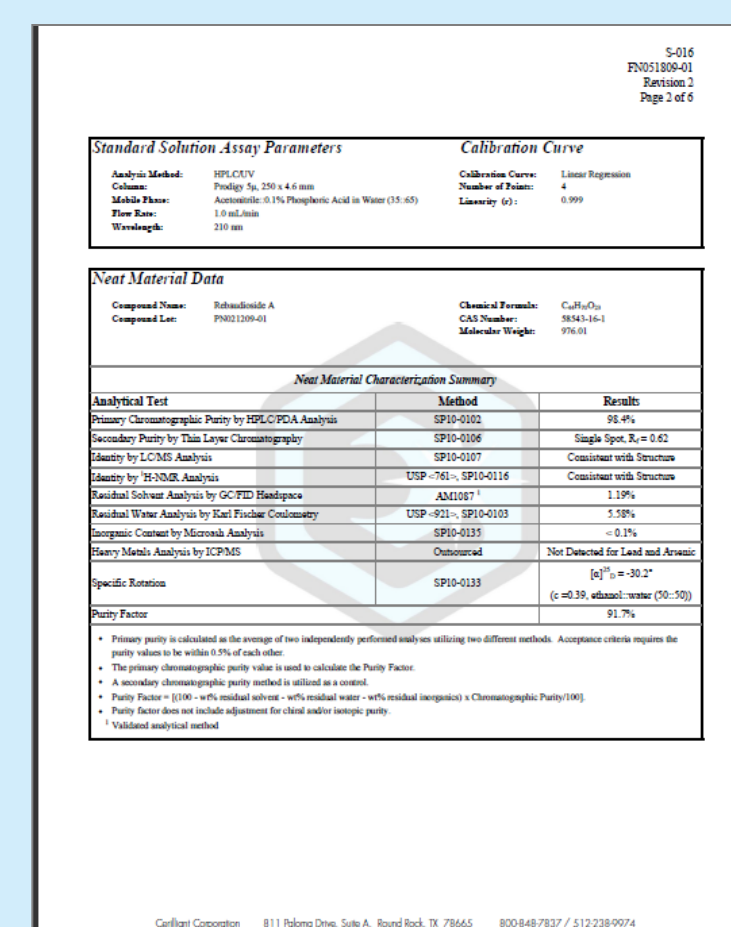 S-016
FN051809-01
Revision 2
Page 2 of 6
Standard Solution Assay Parameters Calibration Curve
Analysis Method: HPLC/UV Calibration Curve: Linear Regression
Column: Prodigy 5µ, 250 x 4.6 mm Number of Points: 4
Mobile Phase: Acetonitrile::0.1% Phosphoric Acid in Water (35::65) Linearity (r) : 0.999
Flow Rate: 1.0 mL/min
Wavelength: 210 nm
Neat Material Data
Compound Name: Rebaudioside A Chemical Formula: C₄₄H₇₀O₂₃
Compound Lot: PN021209-01 CAS Number: 58543-16-1
Molecular Weight: 976.01
Neat Material Characterization Summary
Analytical Test Method Results
Primary Chromatographic Purity by HPLC/PDA Analysis SP10-0102 98.4%
Secondary Purity by Thin Layer Chromatography SP10-0106 Single Spot, Rf = 0.62
Identity by LC/MS Analysis SP10-0107 Consistent with Structure
Identity by ¹H-NMR Analysis USP <761>, SP10-0116 Consistent with Structure
Residual Solvent Analysis by GC/FID Headspace AM1087 ¹ 1.19%
Residual Water Analysis by Karl Fischer Coulometry USP <921>, SP10-0103 5.58%
Inorganic Content by Microash Analysis SP10-0135 < 0.1%
Heavy Metals Analysis by ICP/MS Outsourced Not Detected for Lead and Arsenic
Specific Rotation SP10-0133 [α]²⁵D = -30.2°
(c =0.39, ethanol::water (50::50))
Purity Factor 91.7%
• Primary purity is calculated as the average of two independently performed analyses utilizing two different methods. Acceptance criteria requires the
purity values to be within 0.5% of each other.
• The primary chromatographic purity value is used to calculate the Purity Factor.
• A secondary chromatographic purity method is utilized as a control.
• Purity Factor = [(100 - wt% residual solvent - wt% residual water - wt% residual inorganics) x Chromatographic Purity/100].
• Purity factor does not include adjustment for chiral and/or isotopic purity.
¹ Validated analytical method
Cerilliant Corporation 811 Paloma Drive, Suite A, Round Rock, TX 78665 800-848-7837 / 512-238-9974